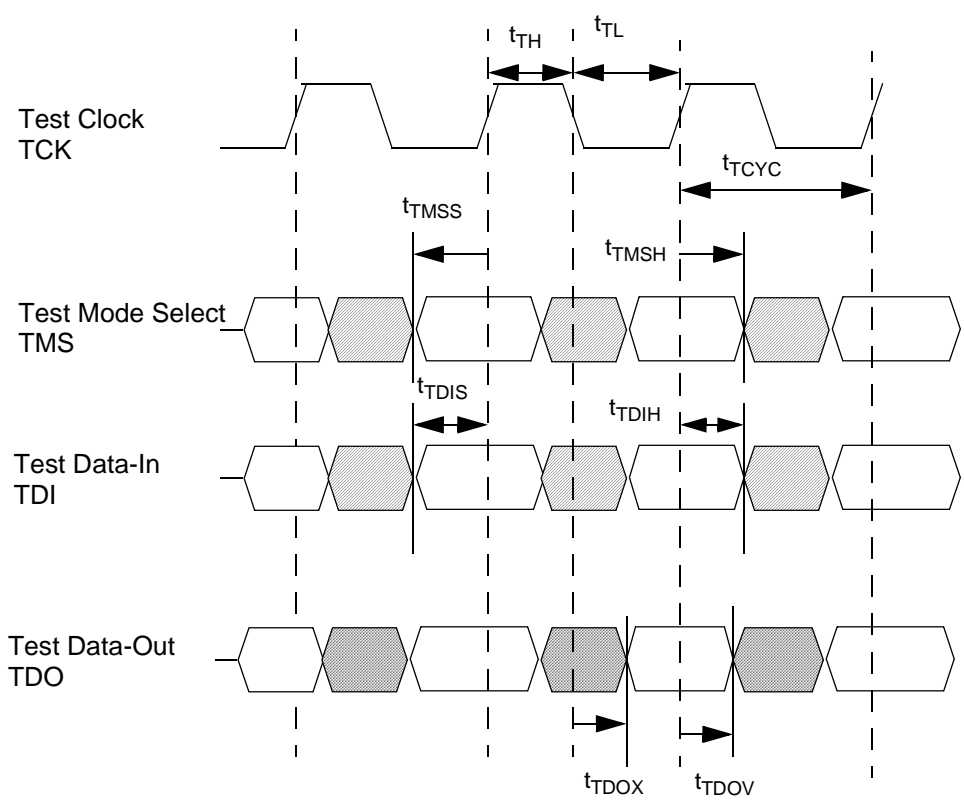 tTH
tTL
Test Clock
TCK
tTCYC
tTMSS
tTMSH
Test Mode Select
TMS
tTDIS
tTDIH
Test Data-In
TDI
Test Data-Out
TDO
tTDOX
tTDOV